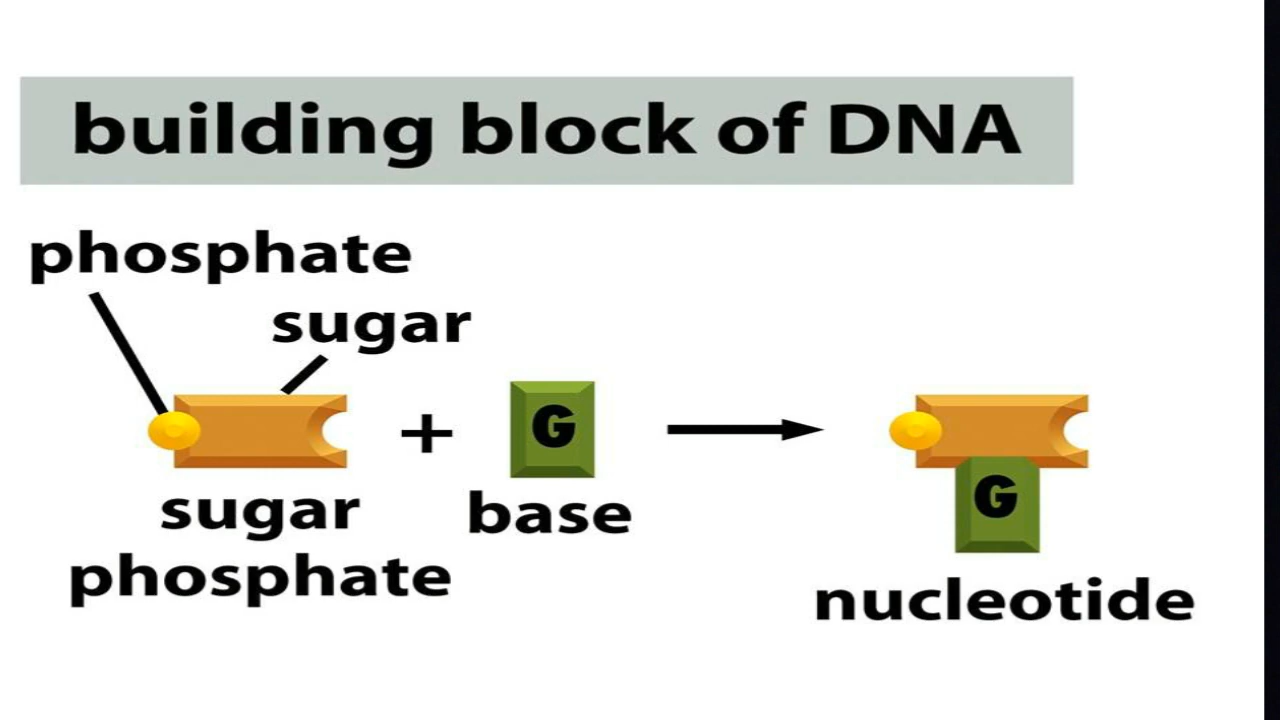 building block of DNA
phosphate
sugar
+
G
G
sugar
phosphate
base
nucleotide